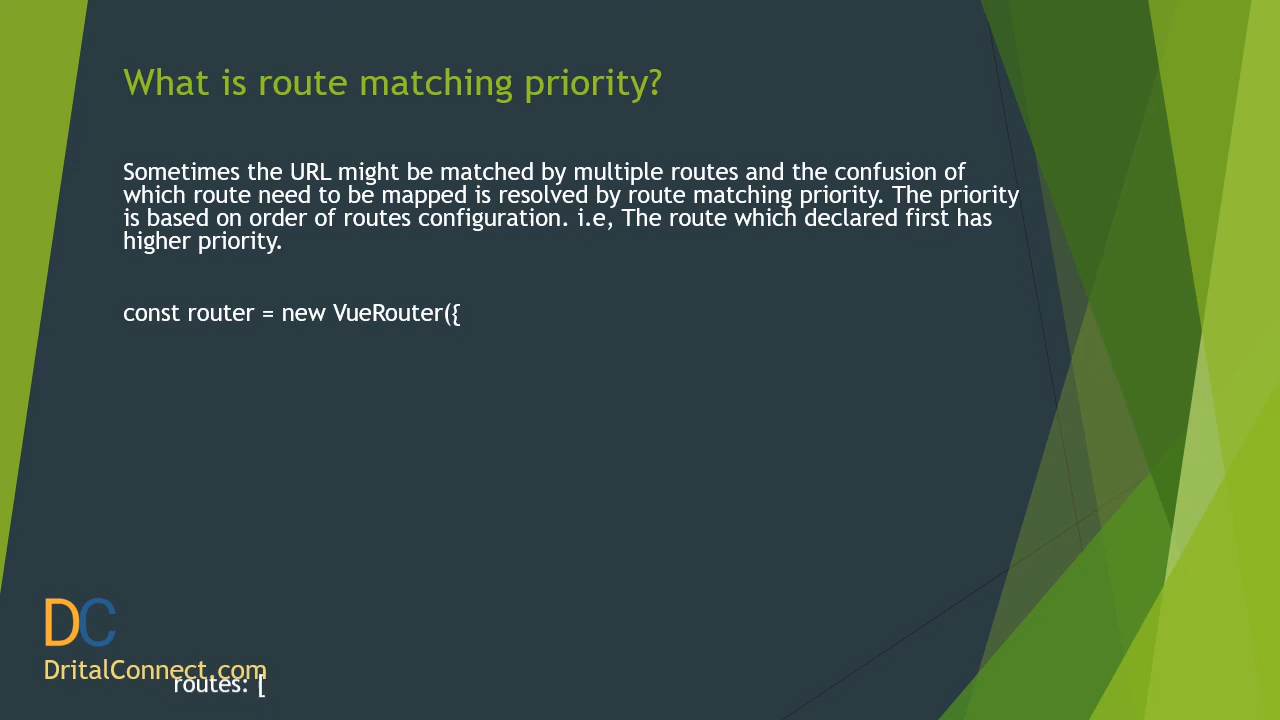 What is route matching priority?
Sometimes the URL might be matched by multiple routes and the confusion of
which route need to be mapped is resolved by route matching priority. The priority
is based on order of routes configuration. i.e, The route which declared first has
higher priority.
const router = new VueRouter({
DC
DritalConnect.com
routes: [